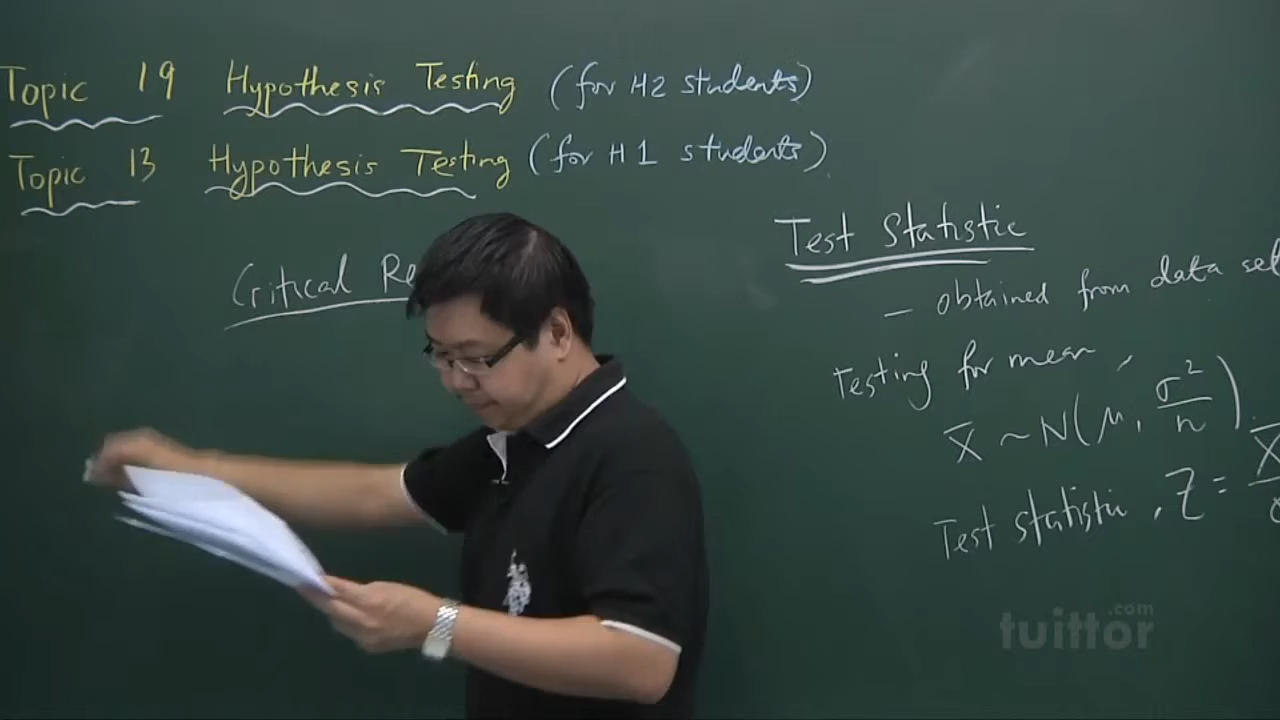 Topic 19 Hypothesis Testing (for H2 students)
Topic 13 Hypothesis Testing (for H1 students)
Critical Re
Test Statistic
– obtained from data set
Testing for mean,
X̄ ~ N(μ, σ²/n)
Test statistic, Z = X̄
tuittor.com